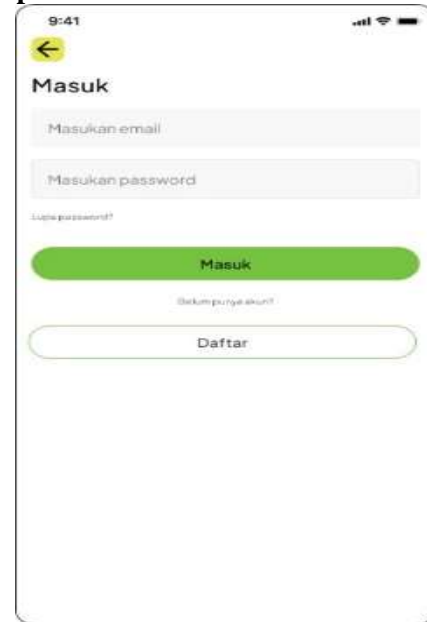 9:41
Masuk
Masukan email
Masukan password
Lupa password?
Masuk
Belum punya akun?
Daftar